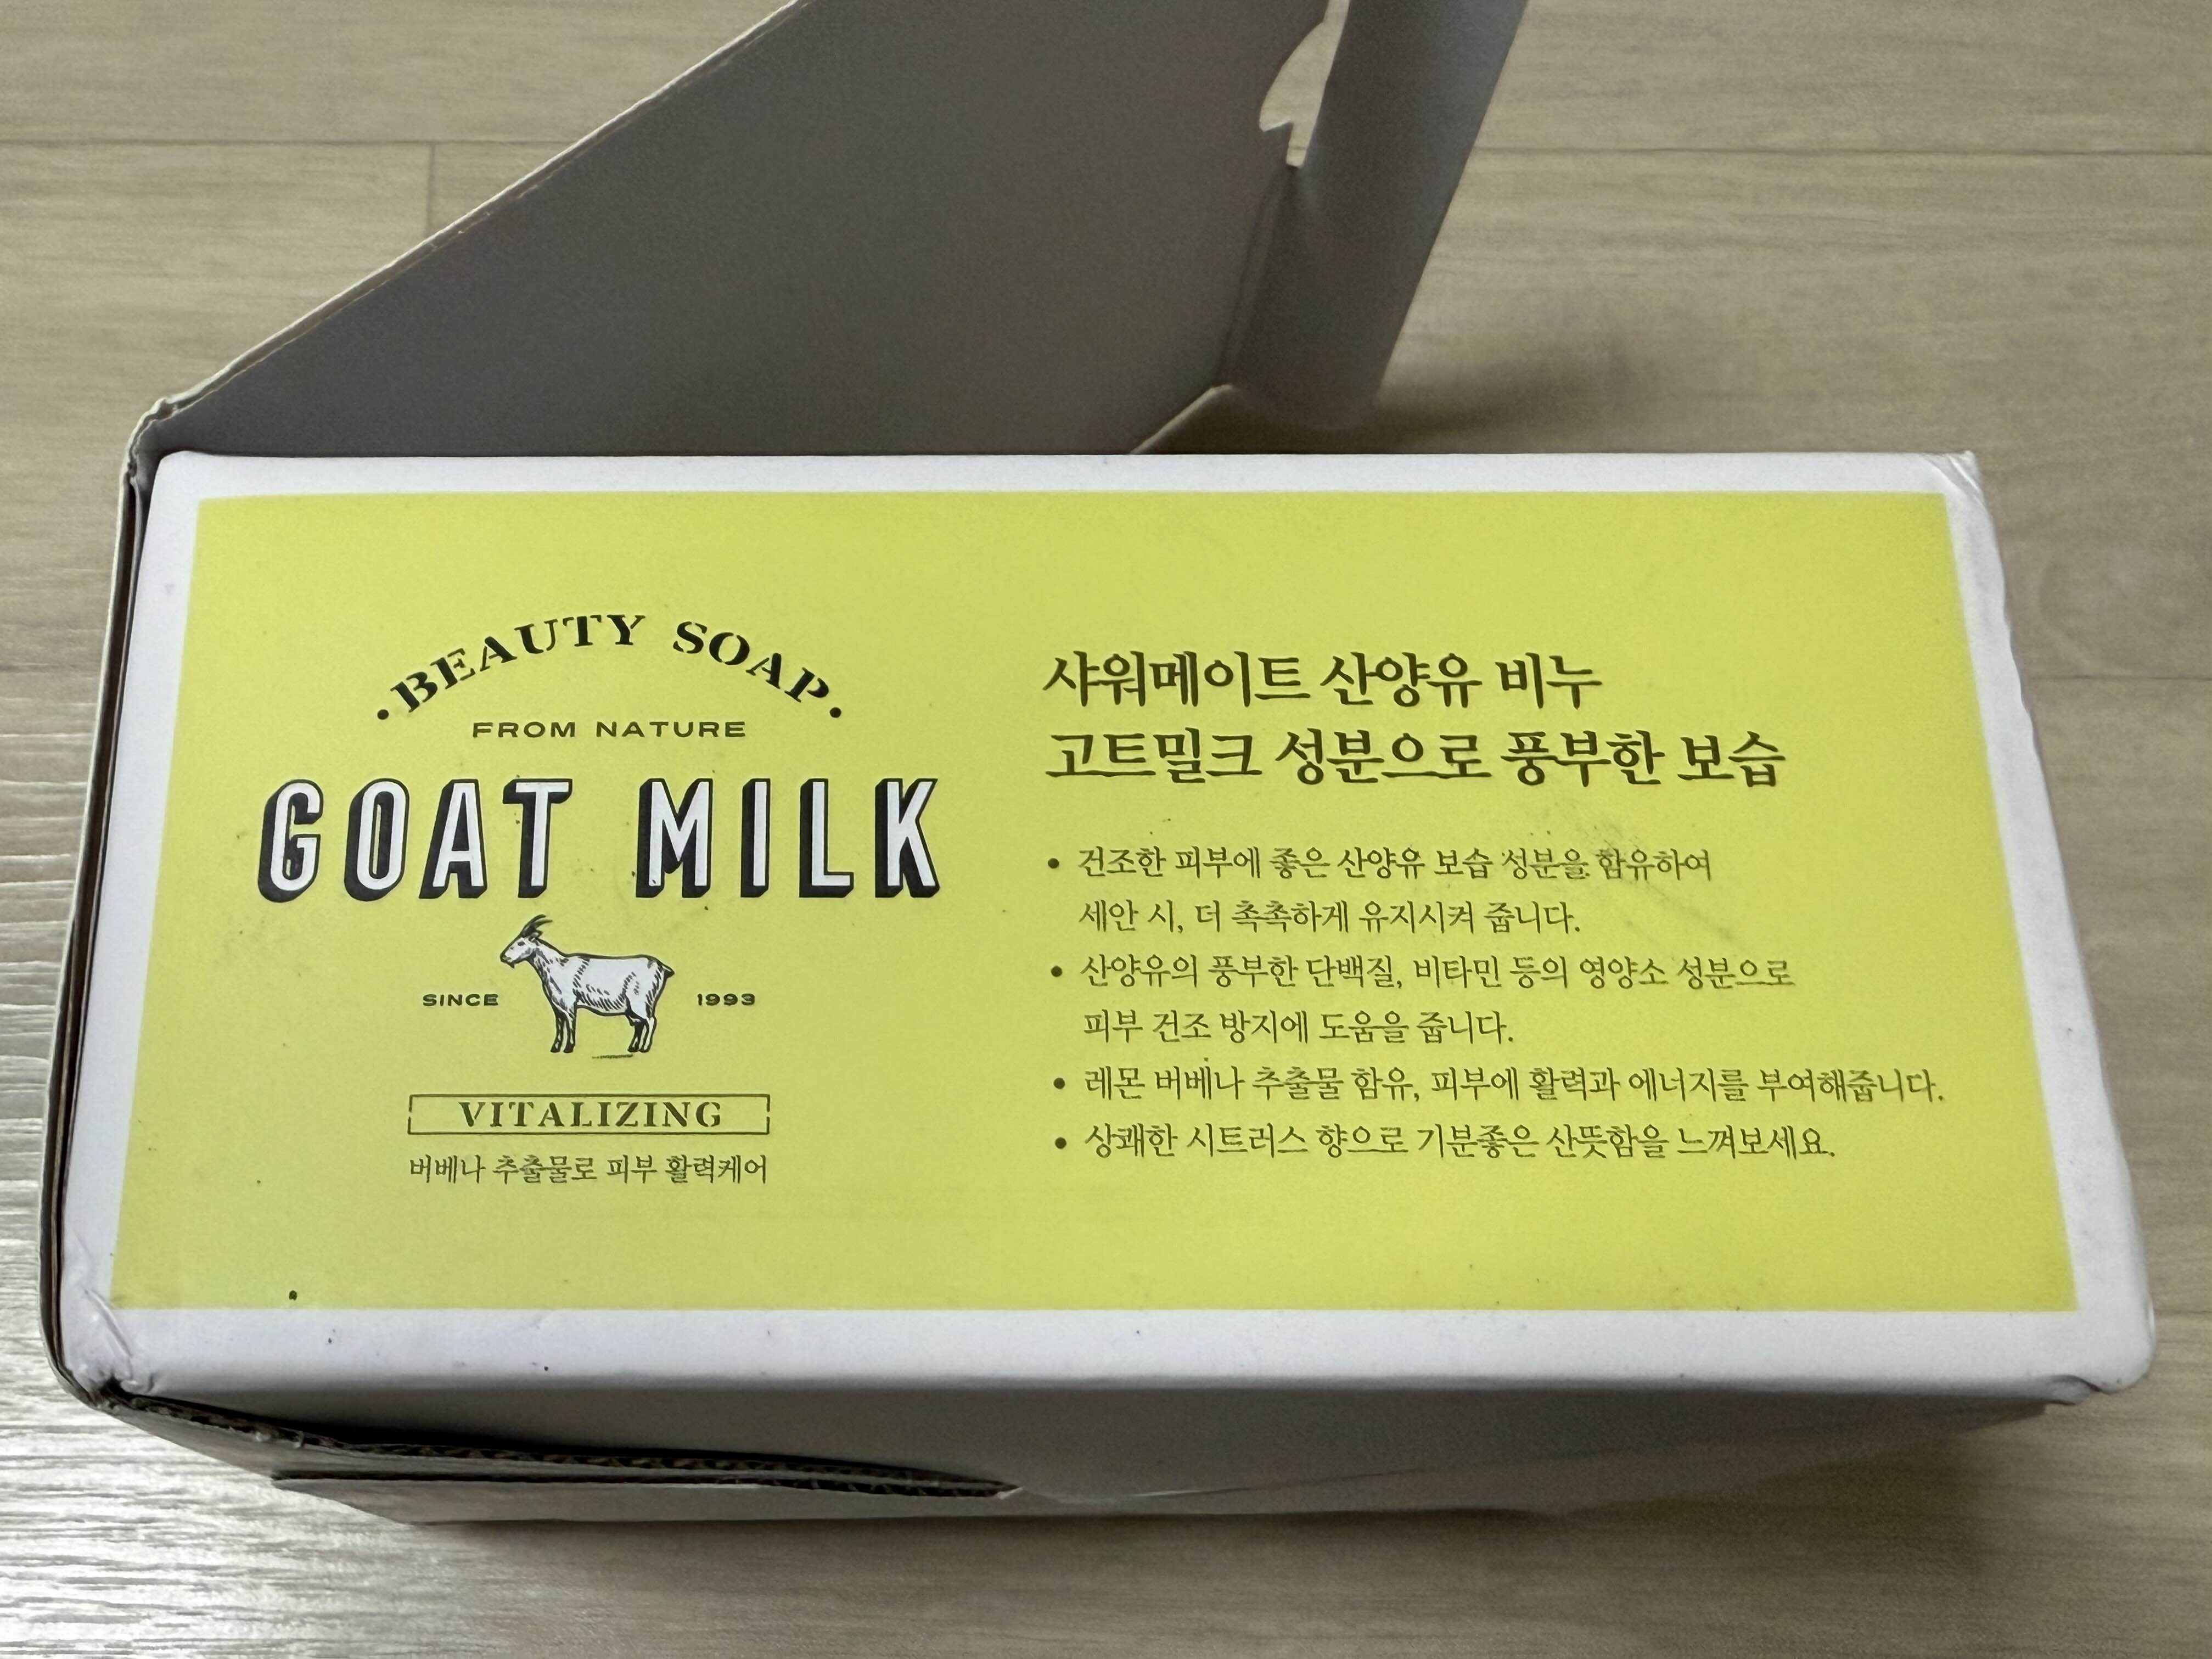 ·BEAUTY SOAP·
FROM NATURE
GOAT MILK
SINCE 1993
VITALIZING
버베나 추출물로 피부 활력케어
샤워메이트 산양유 비누
고트밀크 성분으로 풍부한 보습
• 건조한 피부에 좋은 산양유 보습 성분을 함유하여
세안 시, 더 촉촉하게 유지시켜 줍니다.
• 산양유의 풍부한 단백질, 비타민 등의 영양소 성분으로
피부 건조 방지에 도움을 줍니다.
• 레몬 버베나 추출물 함유, 피부에 활력과 에너지를 부여해줍니다.
• 상쾌한 시트러스 향으로 기분좋은 산뜻함을 느껴보세요.